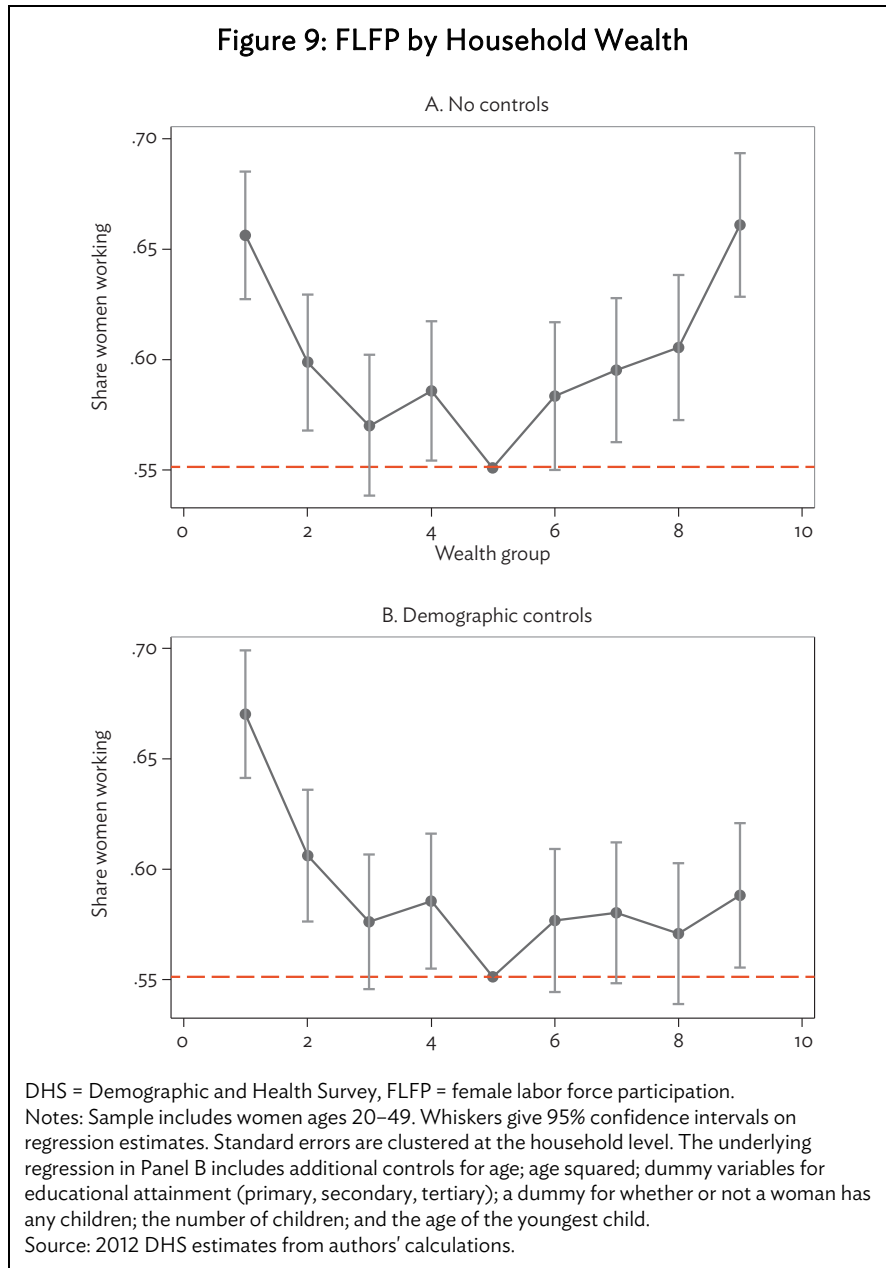 Figure 9: FLFP by Household Wealth
A. No controls
.70
.65
.60
.55
Share women working
0 2 4 6 8 10
Wealth group
B. Demographic controls
.70
.65
.60
.55
Share women working
0 2 4 6 8 10
DHS = Demographic and Health Survey, FLFP = female labor force participation.
Notes: Sample includes women ages 20–49. Whiskers give 95% confidence intervals on
regression estimates. Standard errors are clustered at the household level. The underlying
regression in Panel B includes additional controls for age; age squared; dummy variables for
educational attainment (primary, secondary, tertiary); a dummy for whether or not a woman has
any children; the number of children; and the age of the youngest child.
Source: 2012 DHS estimates from authors' calculations.